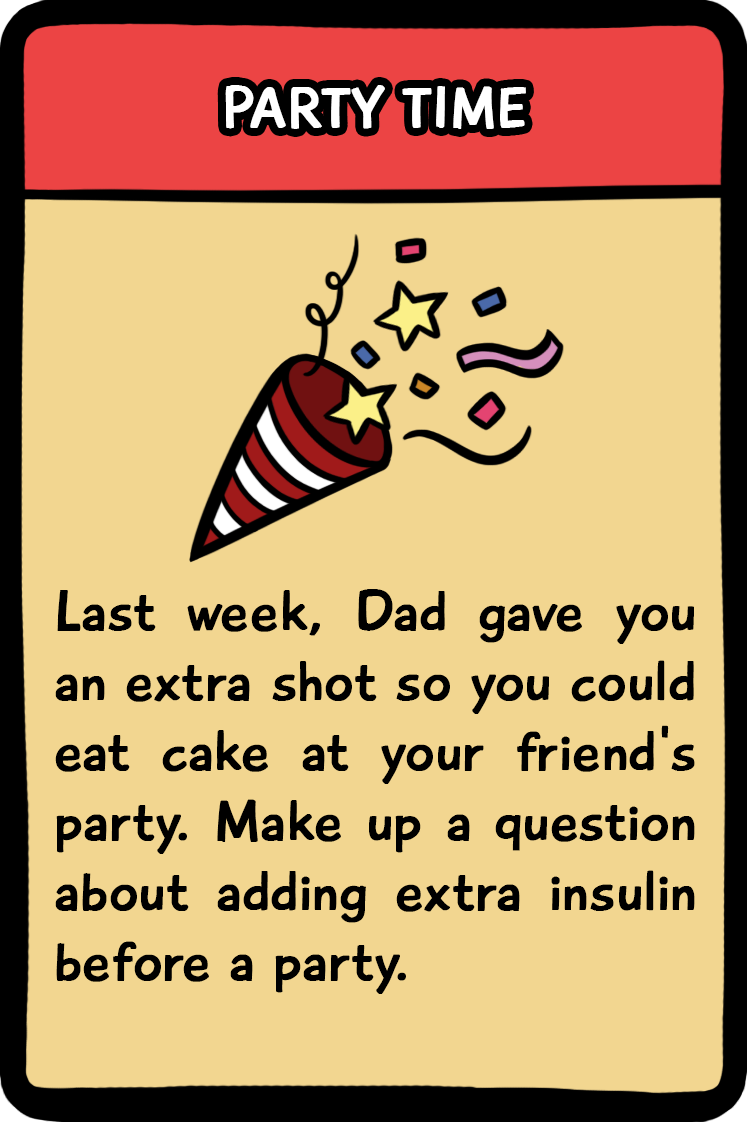 PARTY TIME
Last week, Dad gave you
an extra shot so you could
eat cake at your friend's
party. Make up a question
about adding extra insulin
before a party.